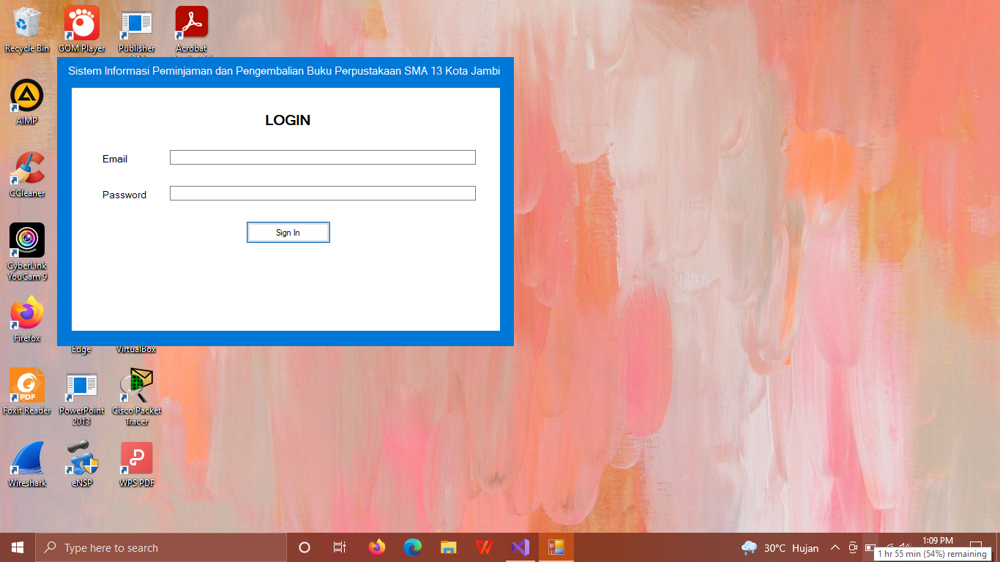 Recycle Bin
GOM Player
Publisher
Acrobat
Sistem Informasi Peminjaman dan Pengembalian Buku Perpustakaan SMA 13 Kota Jambi
LOGIN
Email
Password
Sign In
AIMP
CCleaner
CyberLink
YouCam 9
Firefox
Edge
VirtualBox
Foxit Reader
PDF
PowerPoint
2013
Cisco Packet
Tracer
Wireshark
eNSP
WPS PDF
Type here to search
30°C Hujan
1:09 PM
1 hr 55 min (54%) remaining